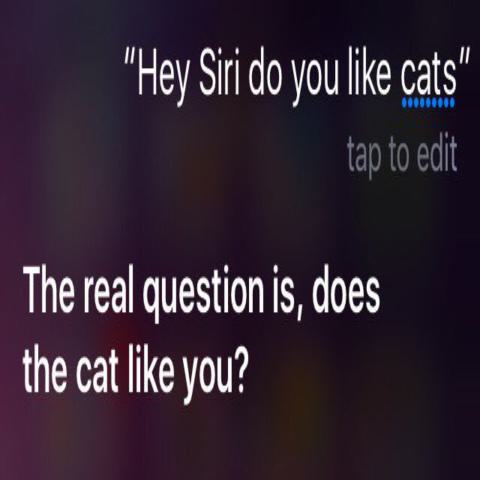 “Hey Siri do you like cats”
tap to edit
The real question is, does
the cat like you?